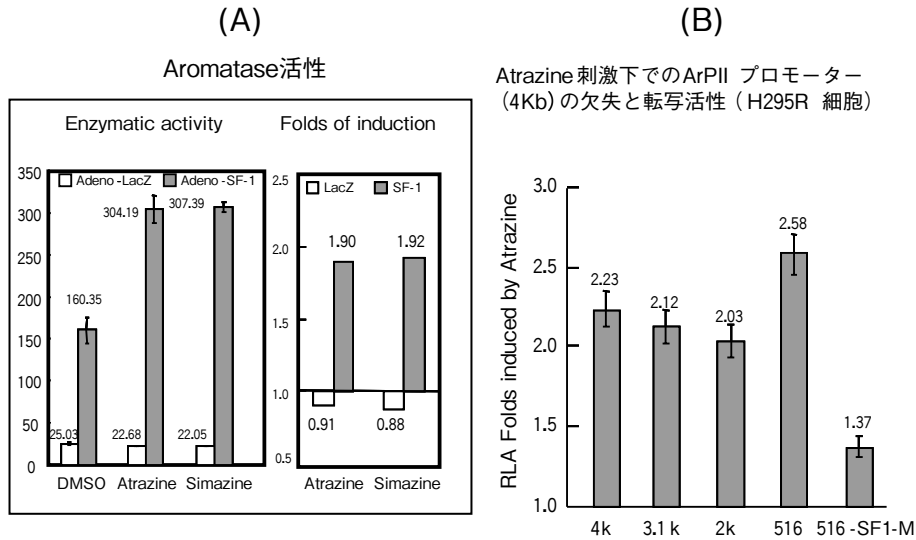 (A)
Aromatase活性
Enzymatic activity
Adeno-LacZ Adeno-SF-1
350
300
250
200
150
100
50
0
160.35
304.19
307.39
25.03
22.68
22.05
DMSO Atrazine Simazine
Folds of induction
LacZ SF-1
2.5
2.0
1.5
1.0
0.5
1.90
1.92
0.91
0.88
Atrazine Simazine
(B)
Atrazine刺激下でのArPII プロモーター
(4Kb)の欠失と転写活性(H295R 細胞)
RLA Folds induced by Atrazine
3.0
2.5
2.0
1.5
1.0
2.23
2.12
2.03
2.58
1.37
4k 3.1k 2k 516 516-SF1-M